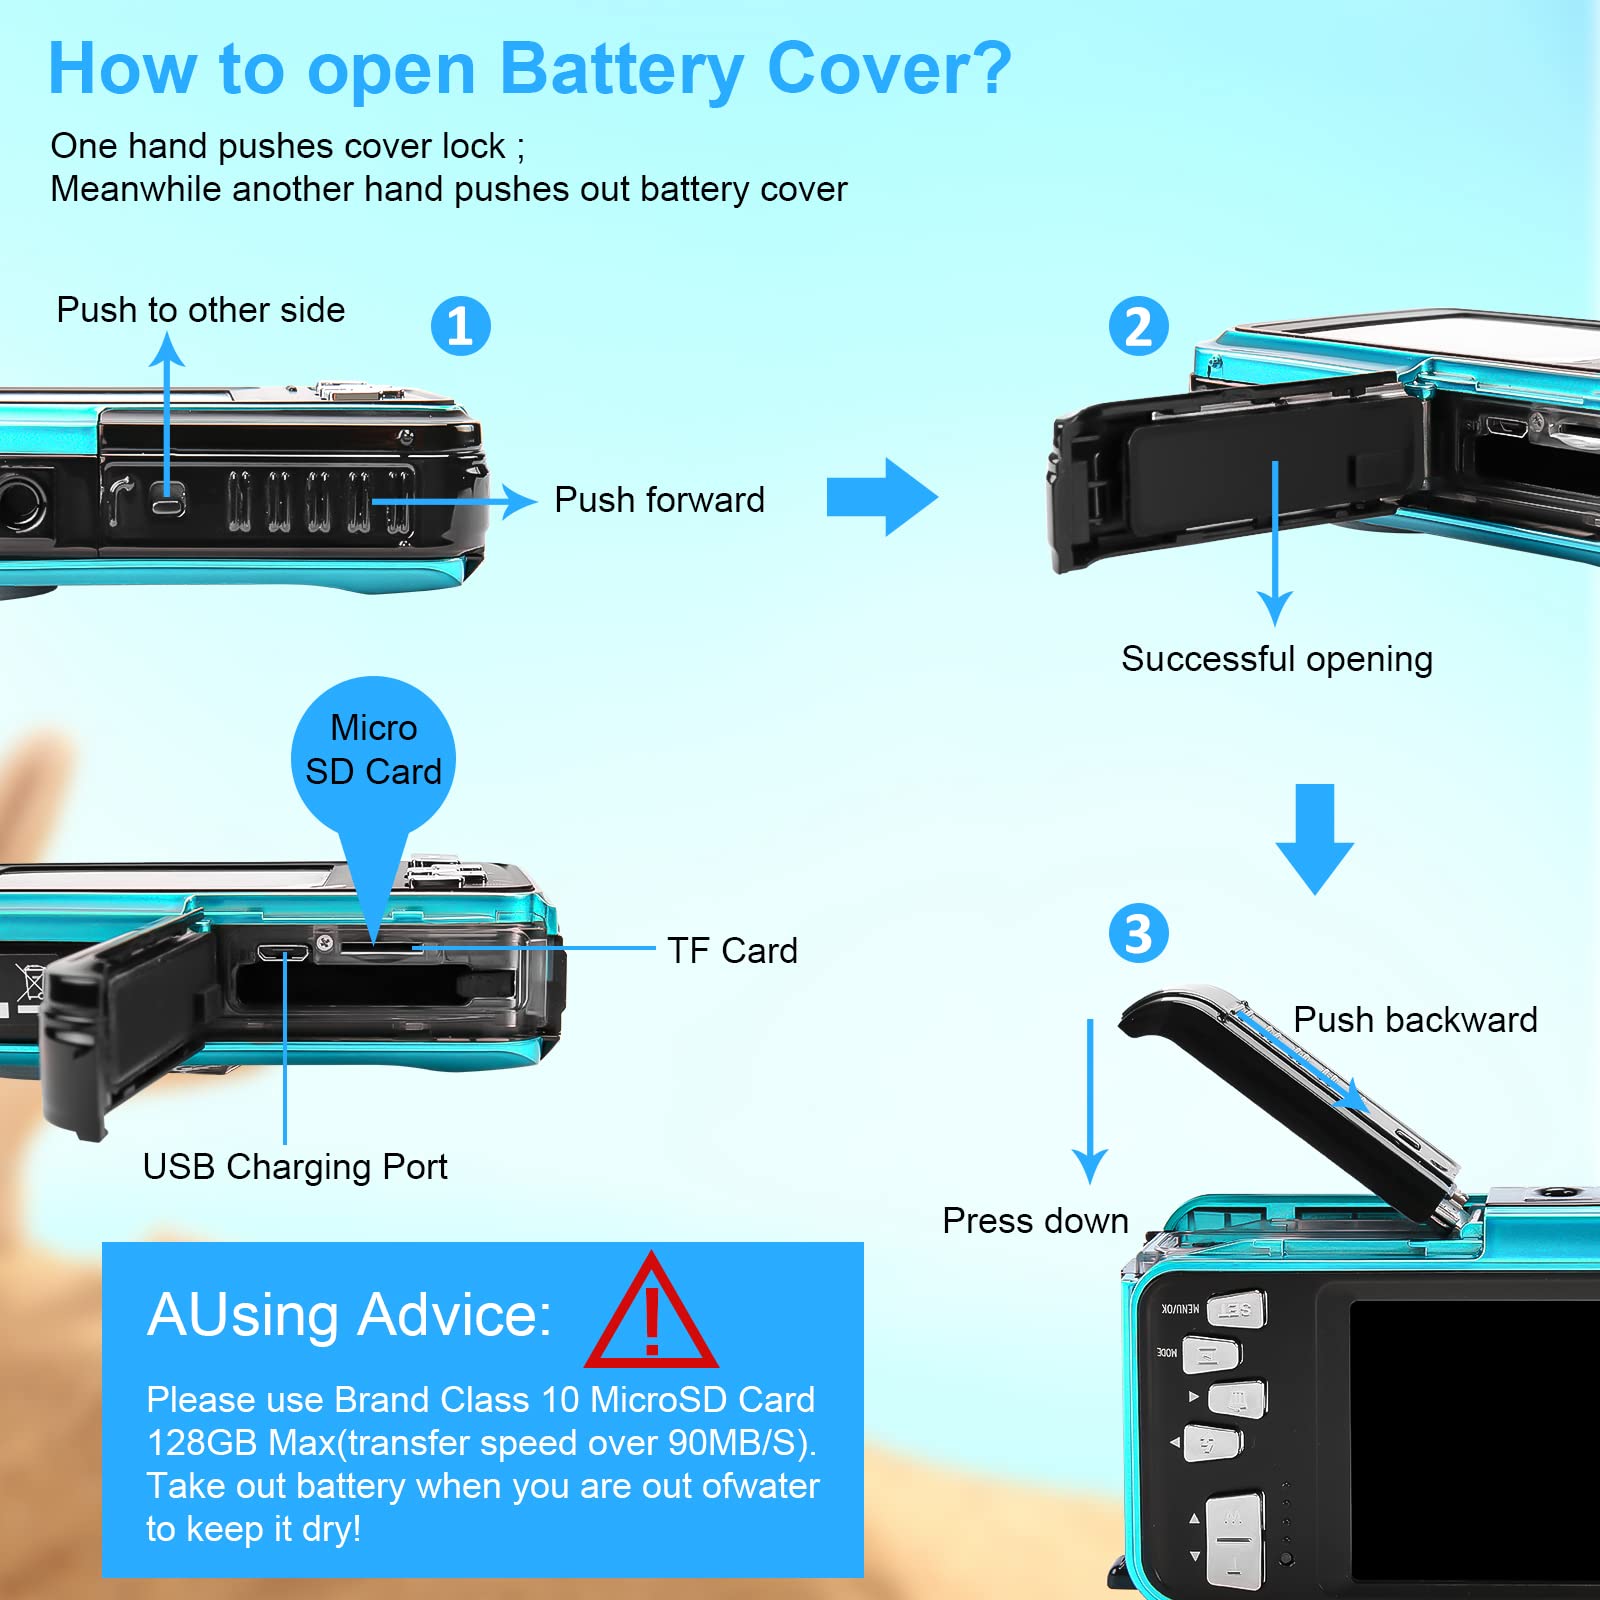 How to open Battery Cover?
One hand pushes cover lock ;
Meanwhile another hand pushes out battery cover
Push to other side
1
Push forward
2
Successful opening
Micro
SD Card
TF Card
USB Charging Port
3
Push backward
Press down
MENU/OK
SET
MODE
W
T
AUsing Advice:
!
Please use Brand Class 10 MicroSD Card
128GB Max(transfer speed over 90MB/S).
Take out battery when you are out ofwater
to keep it dry!